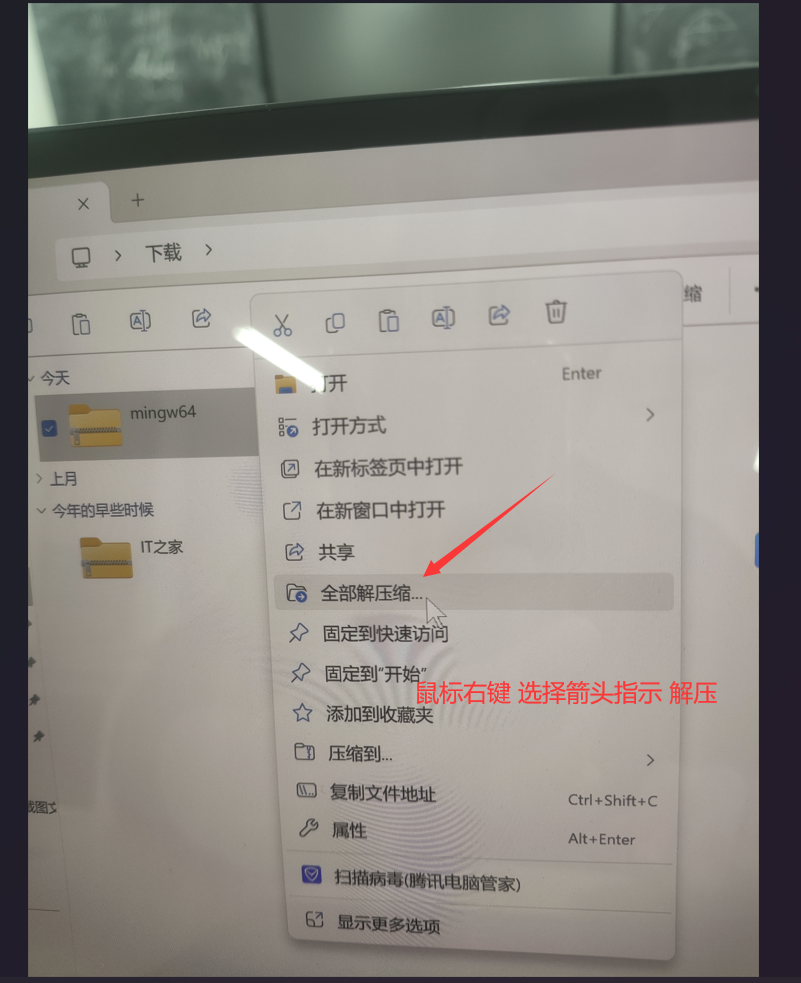 下载
缩
今天
mingw64
上月
今年的早些时候
IT之家
打开 Enter
打开方式
在新标签页中打开
在新窗口中打开
共享
全部解压缩...
固定到快速访问
固定到“开始”
鼠标右键 选择箭头指示 解压
添加到收藏夹
压缩到...
复制文件地址 Ctrl+Shift+C
属性 Alt+Enter
扫描病毒(腾讯电脑管家)
显示更多选项